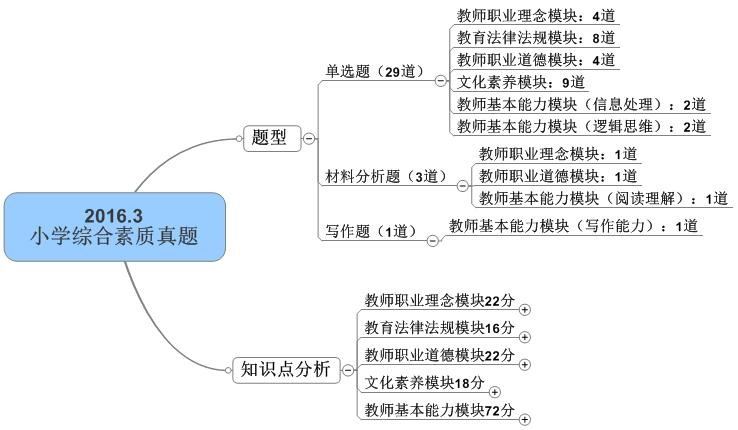 2016.3
小学综合素质真题
题型
单选题（29道）
教师职业理念模块：4道
教育法律法规模块：8道
教师职业道德模块：4道
文化素养模块：9道
教师基本能力模块（信息处理）：2道
教师基本能力模块（逻辑思维）：2道
材料分析题（3道）
教师职业理念模块：1道
教师职业道德模块：1道
教师基本能力模块（阅读理解）：1道
写作题（1道）
教师基本能力模块（写作能力）：1道
知识点分析
教师职业理念模块22分
教育法律法规模块16分
教师职业道德模块22分
文化素养模块18分
教师基本能力模块72分